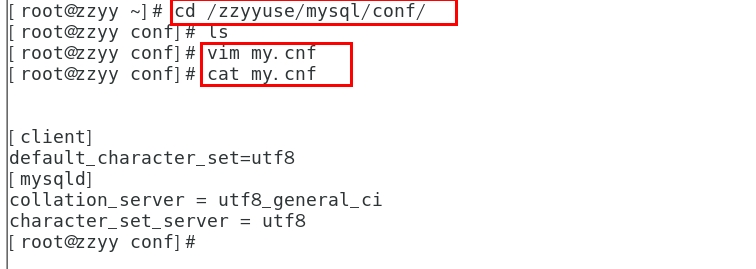 [root@zzyy ~]# cd /zzyyuse/mysql/conf/
[root@zzyy conf]# ls
[root@zzyy conf]# vim my.cnf
[root@zzyy conf]# cat my.cnf
[client]
default_character_set=utf8
[mysqld]
collation_server = utf8_general_ci
character_set_server = utf8
[root@zzyy conf]#